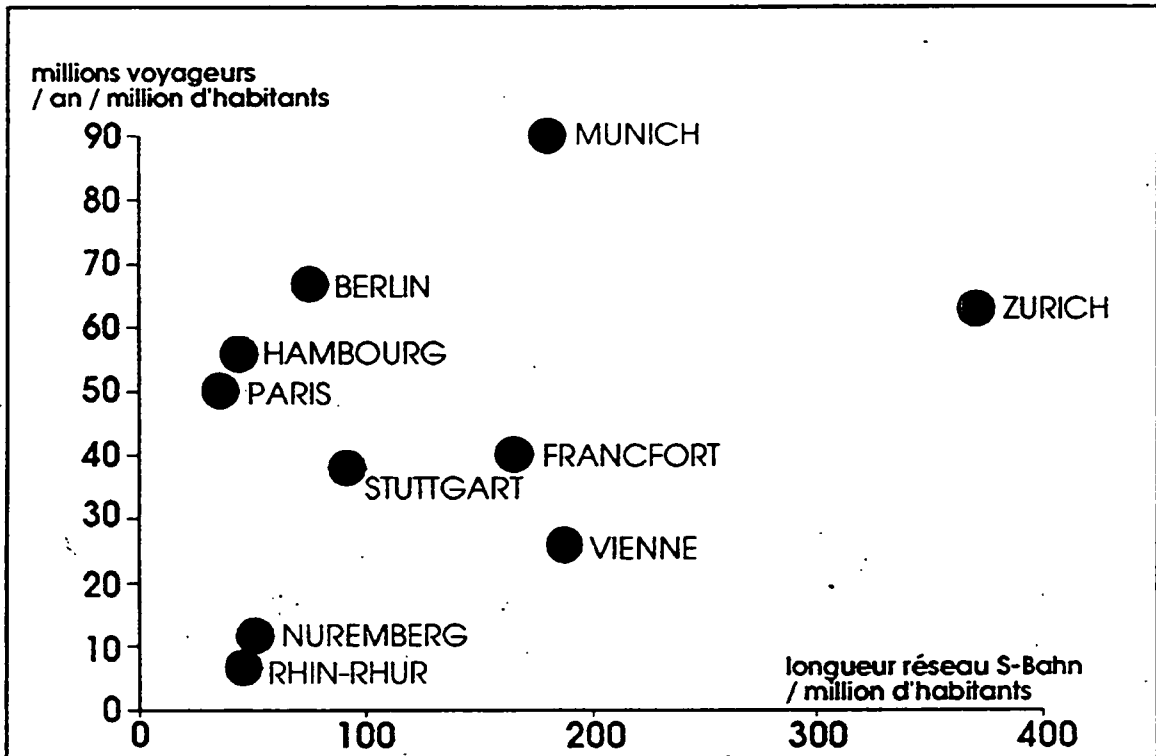 millions voyageurs
/ an / million d'habitants
90
MUNICH
80
70
BERLIN
ZURICH
60
HAMBOURG
50
PARIS
40
FRANCFORT
STUTTGART
30
VIENNE
20
NUREMBERG
10
RHIN-RHUR
longueur réseau S-Bahn
/ million d'habitants
0
0 100 200 300 400